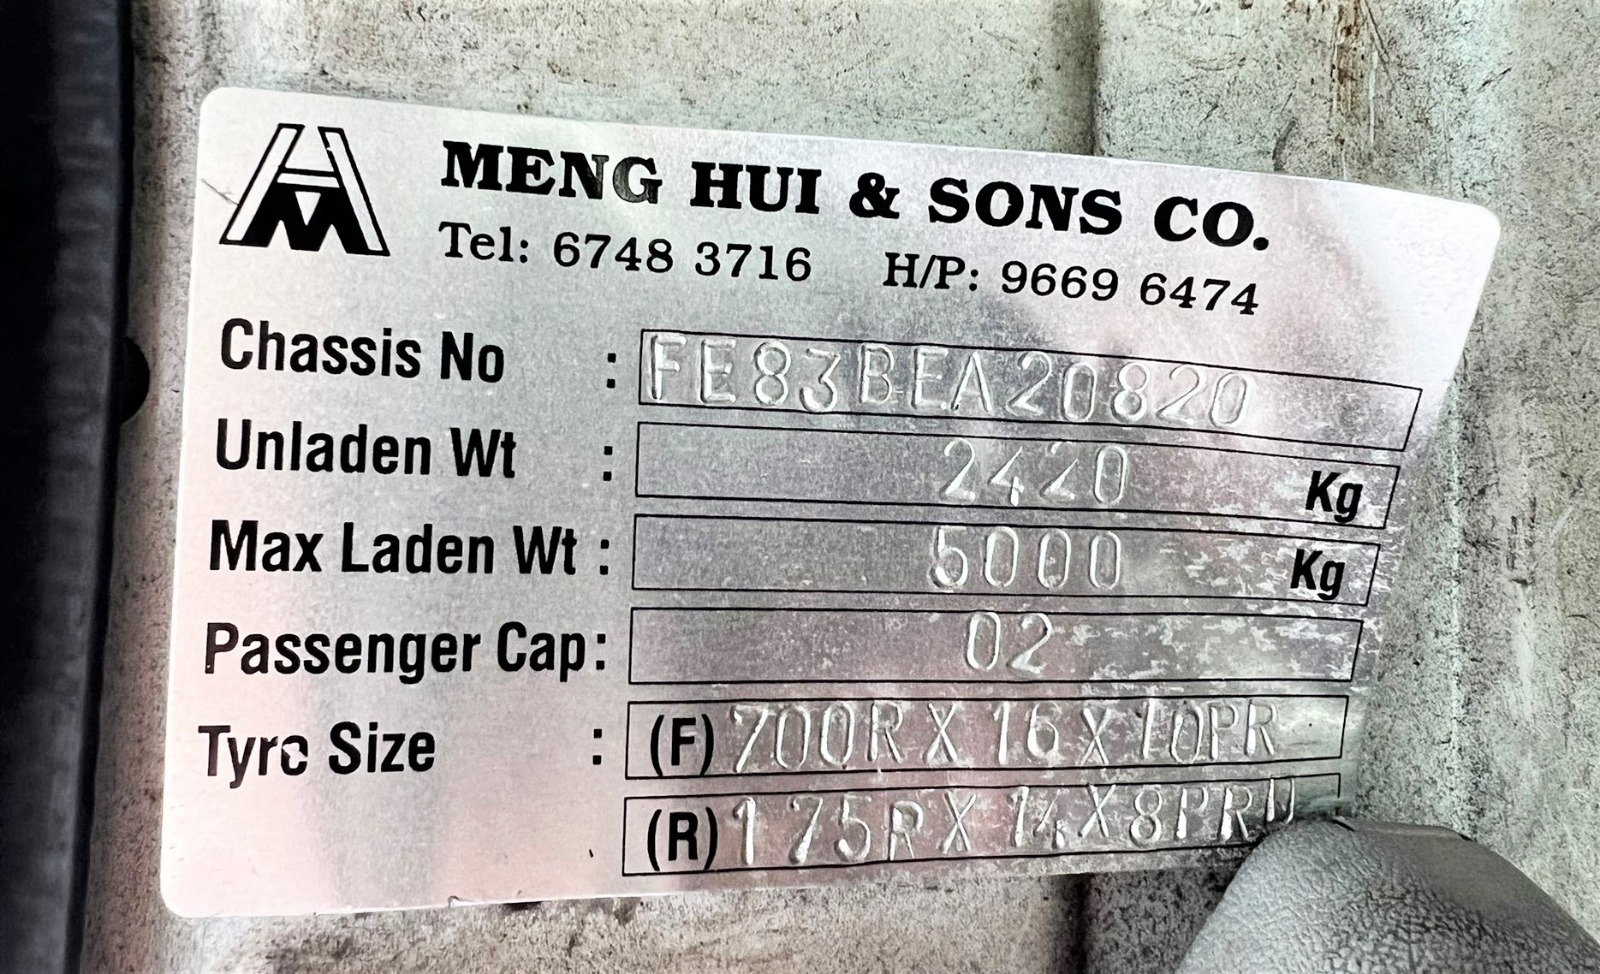 MENG HUI & SONS CO.
Tel: 6748 3716 H/P: 9669 6474
Chassis No : FE83BEA20820
Unladen Wt : 2420 Kg
Max Laden Wt : 5000 Kg
Passenger Cap: 02
Tyre Size : (F) 700R X 16 X 10PR
(R) 175R X 14 X 8PRD